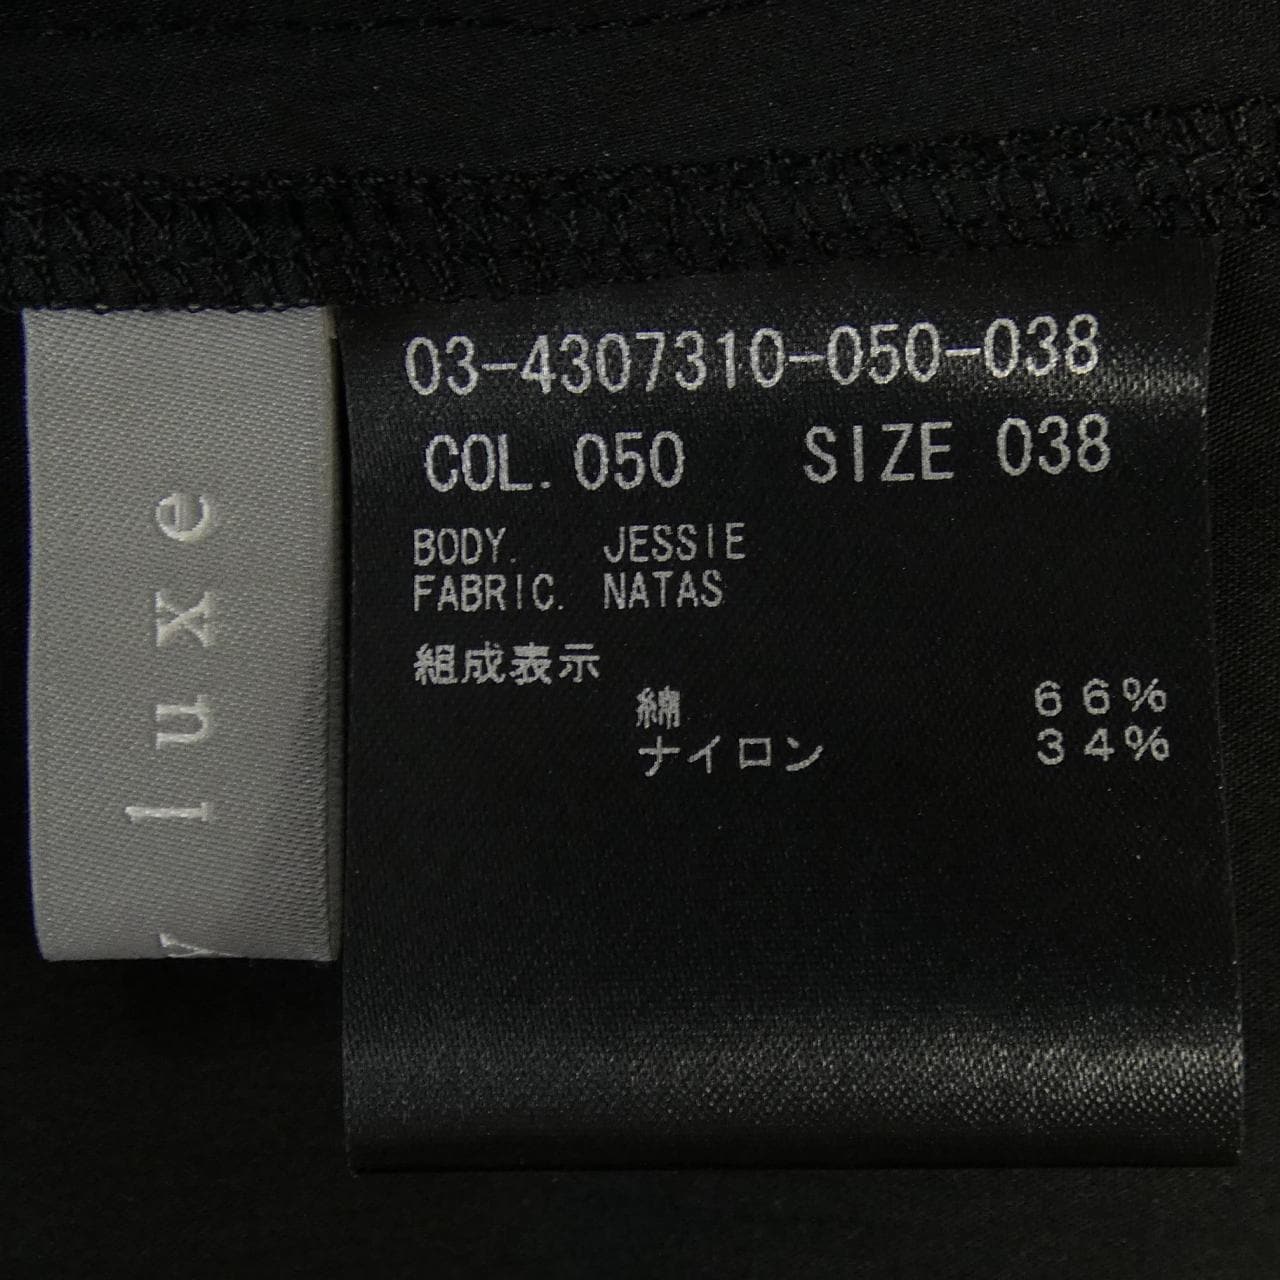 y luxe
03-4307310-050-038
COL. 050 SIZE 038
BODY. JESSIE
FABRIC. NATAS
組成表示
綿 66%
ナイロン 34%